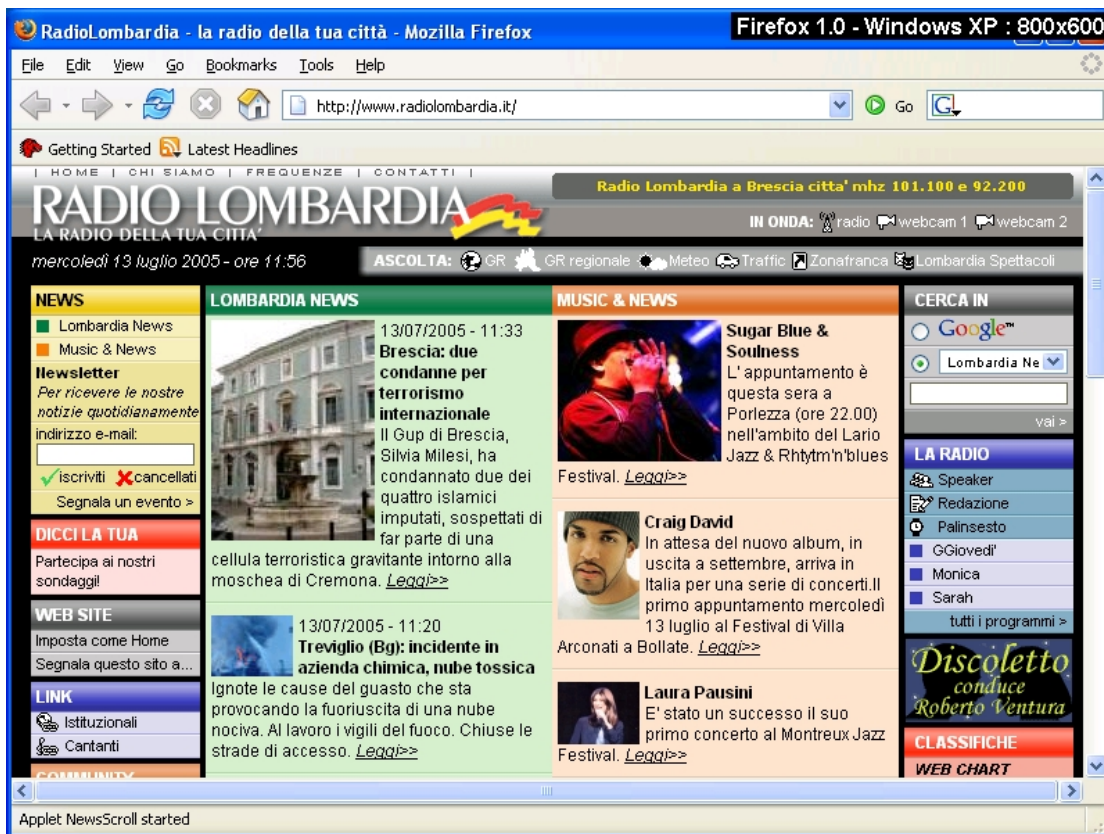 RadioLombardia - la radio della tua città - Mozilla Firefox
Firefox 1.0 - Windows XP : 800x600
File Edit View Go Bookmarks Tools Help
http://www.radiolombardia.it/
Go
G
Getting Started Latest Headlines
| HOME | CHI SIAMO | FREQUENZE | CONTATTI |
RADIO LOMBARDIA
LA RADIO DELLA TUA CITTA'
Radio Lombardia a Brescia citta' mhz 101.100 e 92.200
IN ONDA: radio webcam 1 webcam 2
mercoledì 13 luglio 2005 - ore 11:56
ASCOLTA: GR GR regionale Meteo Traffic Zonafranca Lombardia Spettacoli
NEWS
Lombardia News
Music & News
Newsletter
Per ricevere le nostre
notizie quotidianamente
indirizzo e-mail:
iscriviti cancellati
Segnala un evento >
DICCI LA TUA
Partecipa ai nostri
sondaggi!
WEB SITE
Imposta come Home
Segnala questo sito a...
LINK
Istituzionali
Cantanti
COMMUNITY
LOMBARDIA NEWS
13/07/2005 - 11:33
Brescia: due
condanne per
terrorismo
internazionale
Il Gup di Brescia,
Silvia Milesi, ha
condannato due dei
quattro islamici
imputati, sospettati di
far parte di una
cellula terroristica gravitante intorno alla
moschea di Cremona. Leggi>>
13/07/2005 - 11:20
Treviglio (Bg): incidente in
azienda chimica, nube tossica
Ignote le cause del guasto che sta
provocando la fuoriuscita di una nube
nociva. Al lavoro i vigili del fuoco. Chiuse le
strade di accesso. Leggi>>
MUSIC & NEWS
Sugar Blue &
Soulness
L' appuntamento è
questa sera a
Porlezza (ore 22.00)
nell'ambito del Lario
Jazz & Rhtytm'n'blues
Festival. Leggi>>
Craig David
In attesa del nuovo album, in
uscita a settembre, arriva in
Italia per una serie di concerti.Il
primo appuntamento mercoledì
13 luglio al Festival di Villa
Arconati a Bollate. Leggi>>
Laura Pausini
E' stato un successo il suo
primo concerto al Montreux Jazz
Festival. Leggi>>
CERCA IN
Google™
Lombardia Ne
vai >
LA RADIO
Speaker
Redazione
Palinsesto
GGiovedi'
Monica
Sarah
tutti i programmi >
Discoletto
conduce
Roberto Ventura
CLASSIFICHE
WEB CHART
Applet NewsScroll started